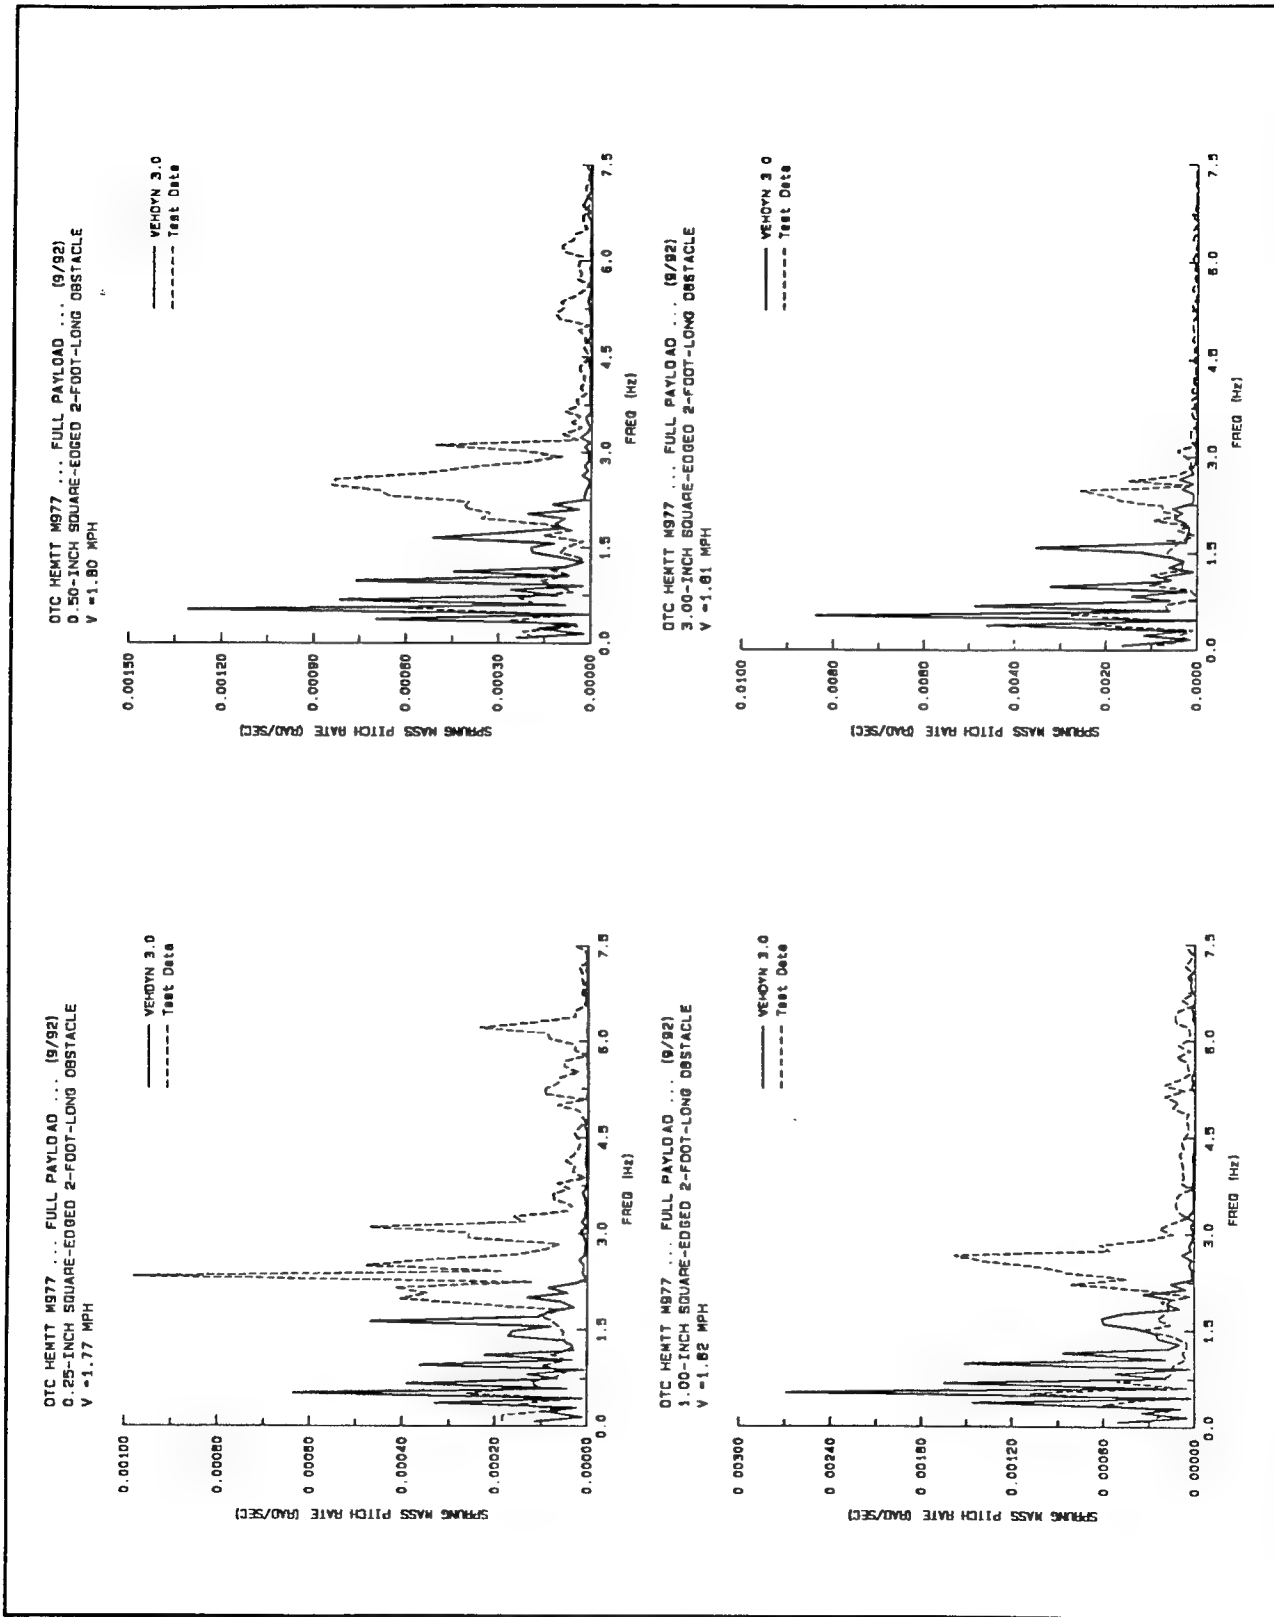 OTC HEMTT M977 ... FULL PAYLOAD ... (9/92)
0.25-INCH SQUARE-EDGED 2-FOOT-LONG OBSTACLE
V =1.77 MPH
VEHDYN 3.0
Test Data
SPRUNG MASS PITCH RATE (RAD/SEC)
0.00100
0.00080
0.00060
0.00040
0.00020
0.00000
0.0 1.5 3.0 4.5 6.0 7.5
FREQ (Hz)
OTC HEMTT M977 ... FULL PAYLOAD ... (9/92)
0.50-INCH SQUARE-EDGED 2-FOOT-LONG OBSTACLE
V =1.80 MPH
VEHDYN 3.0
Test Data
SPRUNG MASS PITCH RATE (RAD/SEC)
0.00150
0.00120
0.00090
0.00060
0.00030
0.00000
0.0 1.5 3.0 4.5 6.0 7.5
FREQ (Hz)
OTC HEMTT M977 ... FULL PAYLOAD ... (9/92)
1.00-INCH SQUARE-EDGED 2-FOOT-LONG OBSTACLE
V =1.82 MPH
VEHDYN 3.0
Test Data
SPRUNG MASS PITCH RATE (RAD/SEC)
0 00300
0 00240
0 00180
0 00120
0 00060
0 00000
0.0 1.5 3.0 4.5 6.0 7.5
FREQ (Hz)
OTC HEMTT M977 ... FULL PAYLOAD ... (9/92)
3.00-INCH SQUARE-EDGED 2-FOOT-LONG OBSTACLE
V =1.81 MPH
VEHDYN 3 0
Test Data
SPRUNG MASS PITCH RATE (RAD/SEC)
0.0100
0.0080
0.0060
0.0040
0.0020
0.0000
0.0 1.5 3.0 4.5 6.0 7.5
FREQ (Hz)